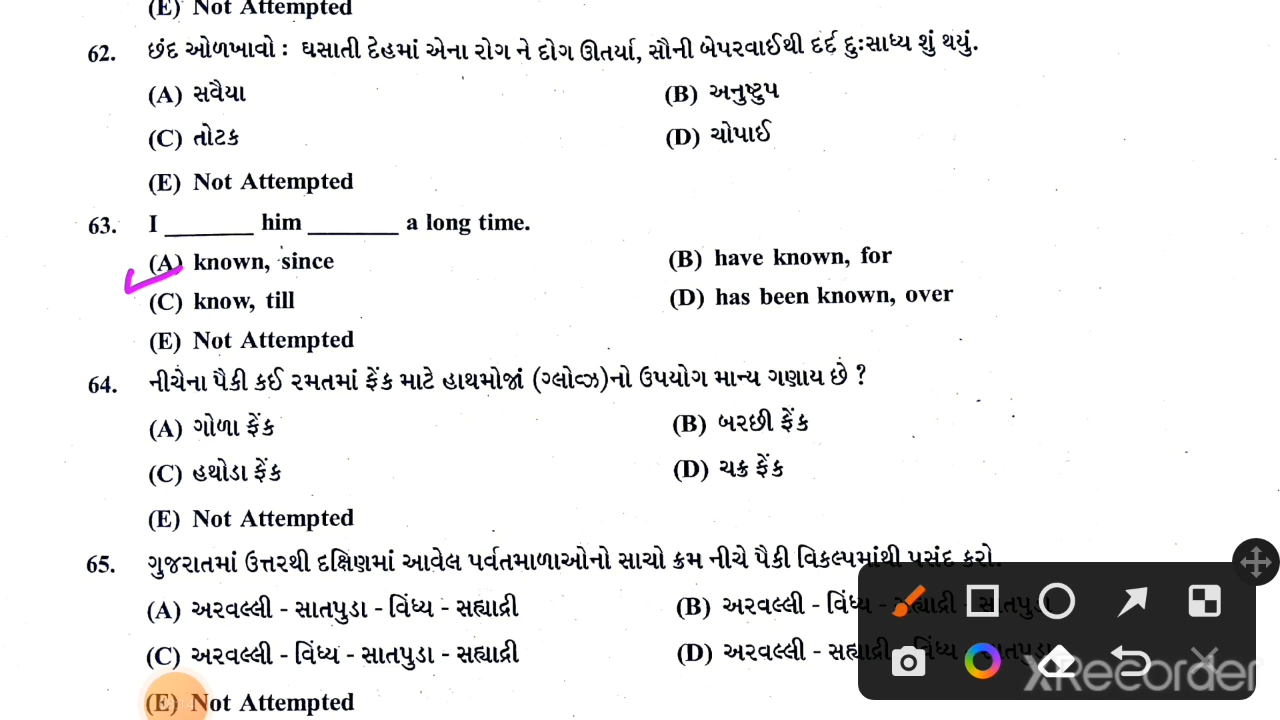 (E) Not Attempted
62. છંદ ઓળખાવો : ઘસાતી દેહમાં એના રોગ ને દોગ ઊતર્યા, સૌની બેપરવાઈથી દર્દ દુઃસાધ્ય શું થયું.
(A) સવૈયા (B) અનુષ્ટુપ
(C) તોટક (D) ચોપાઈ
(E) Not Attempted
63. I _______ him _______ a long time.
(A) known, since (B) have known, for
(C) know, till (D) has been known, over
(E) Not Attempted
64. નીચેના પૈકી કઈ રમતમાં ફેંક માટે હાથમોજાં (ગ્લોવ્ઝ)નો ઉપયોગ માન્ય ગણાય છે ?
(A) ગોળા ફેંક (B) બરછી ફેંક
(C) હથોડા ફેંક (D) ચક્ર ફેંક
(E) Not Attempted
65. ગુજરાતમાં ઉત્તરથી દક્ષિણમાં આવેલ પર્વતમાળાઓનો સાચો ક્રમ નીચે પૈકી વિકલ્પમાંથી પસંદ કરો.
(A) અરવલ્લી - સાતપુડા - વિંધ્ય - સહ્યાદ્રી (B) અરવલ્લી - વિંધ્ય - સહ્યાદ્રી - સાતપુડા
(C) અરવલ્લી - વિંધ્ય - સાતપુડા - સહ્યાદ્રી (D) અરવલ્લી - સહ્યાદ્રી - વિંધ્ય - સાતપુડા
XRecorder
(E) Not Attempted